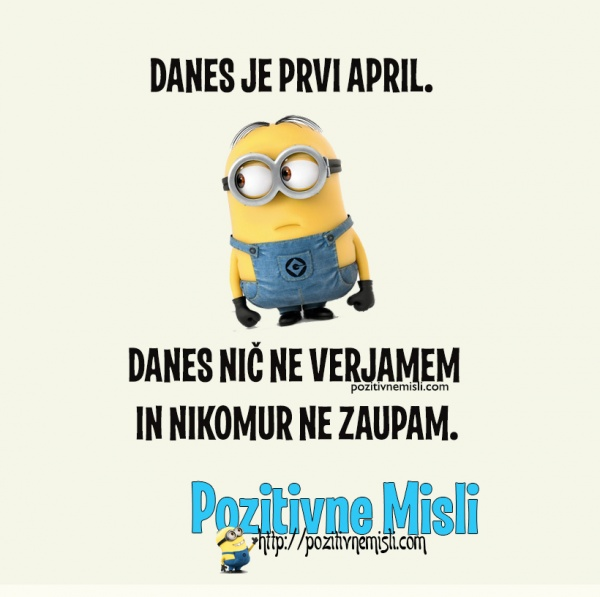 DANES JE PRVI APRIL.
DANES NIČ NE VERJAMEM
pozitivnemisli.com
IN NIKOMUR NE ZAUPAM.
Pozitivne Misli
http://pozitivnemisli.com